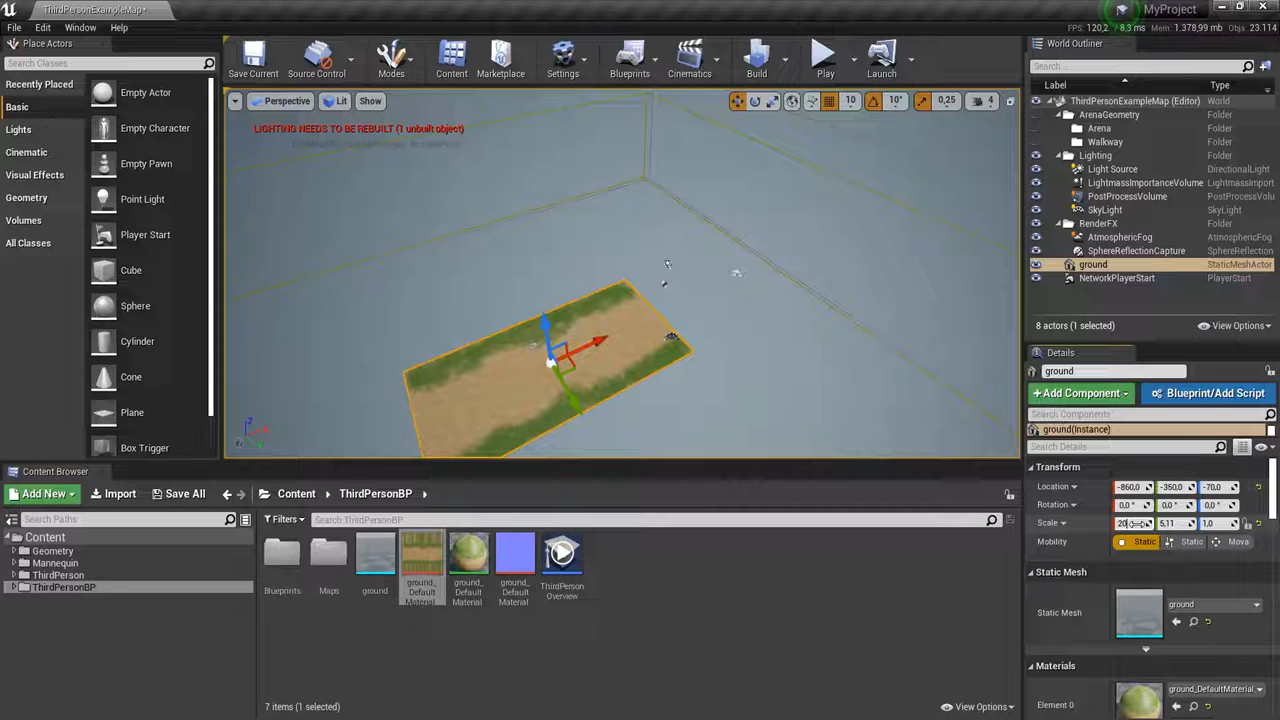 ThirdPersonExampleMap*
MyProject
File Edit Window Help
FPS: 120,2 8,3 ms Mem: 1.378,99 mb Objs: 23.114
Place Actors
Search Classes
Recently Placed
Basic
Lights
Cinematic
Visual Effects
Geometry
Volumes
All Classes
Empty Actor
Empty Character
Empty Pawn
Point Light
Player Start
Cube
Sphere
Cylinder
Cone
Plane
Box Trigger
Save Current
Source Control
Modes
Content
Marketplace
Settings
Blueprints
Cinematics
Build
Play
Launch
Perspective Lit Show
10 10° 0,25 4
LIGHTING NEEDS TO BE REBUILT (1 unbuilt object)
World Outliner
Search...
Label Type
ThirdPersonExampleMap (Editor) World
ArenaGeometry Folder
Arena Folder
Walkway Folder
Lighting Folder
Light Source DirectionalLight
LightmassImportanceVolume LightmassImport
PostProcessVolume PostProcessVolu
SkyLight SkyLight
RenderFX Folder
AtmosphericFog AtmosphericFog
SphereReflectionCapture SphereReflection
ground StaticMeshActor
NetworkPlayerStart PlayerStart
8 actors (1 selected) View Options
Details
ground
+ Add Component Blueprint/Add Script
Search Components
ground(Instance)
Search Details
Transform
Location -860,0 -350,0 -70,0
Rotation 0,0 ° 0,0 ° 0,0 °
Scale 20 5,11 1,0
Mobility Static Static Mova
Static Mesh
Static Mesh ground
Materials
Element 0 ground_DefaultMaterial
Content Browser
Add New Import Save All Content ThirdPersonBP
Search Paths
Filters Search ThirdPersonBP
Content
Geometry
Mannequin
ThirdPerson
ThirdPersonBP
Blueprints
Maps
ground
ground_
Default
Material
ground_
Default
Material
ground_
Default
Material
ThirdPerson
Overview
7 items (1 selected) View Options